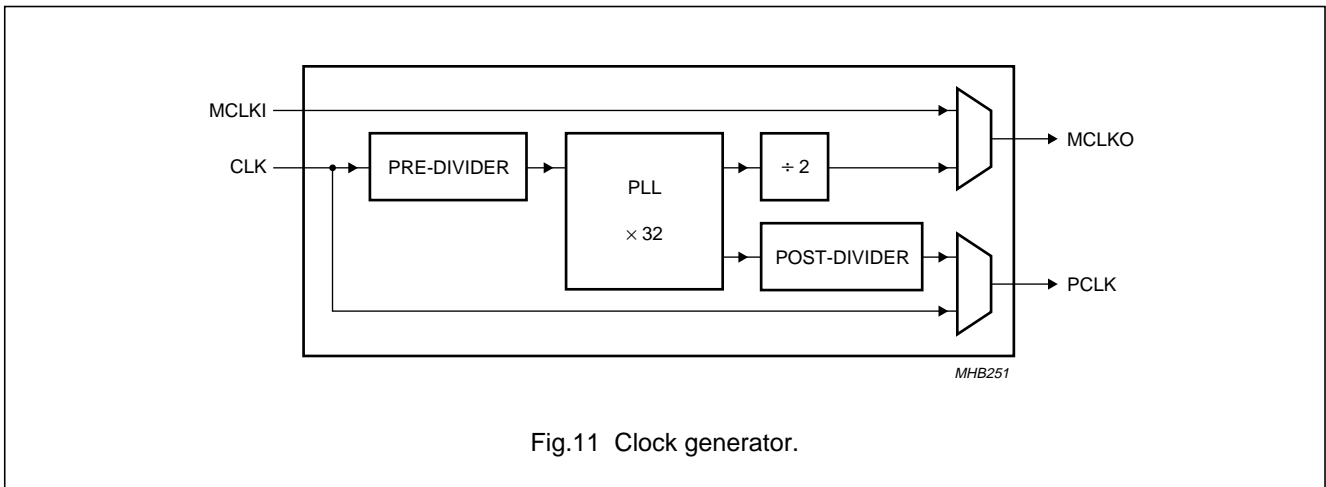 MCLKI
MCLKO
CLK
PRE-DIVIDER
PLL
× 32
÷ 2
POST-DIVIDER
PCLK
MHB251
Fig.11 Clock generator.